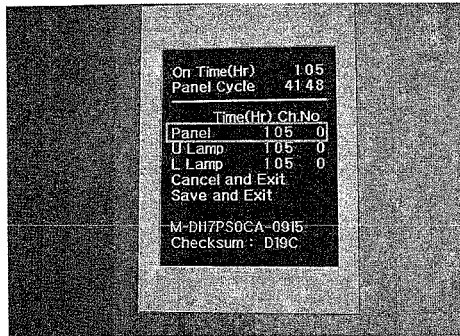 On Time(Hr) 105
Panel Cycle 4148
Time(Hr) Ch.No
Panel 105 0
U Lamp 105 0
L Lamp 105 0
Cancel and Exit
Save and Exit
M-DI17PS0CA-0915
Checksum : D19C